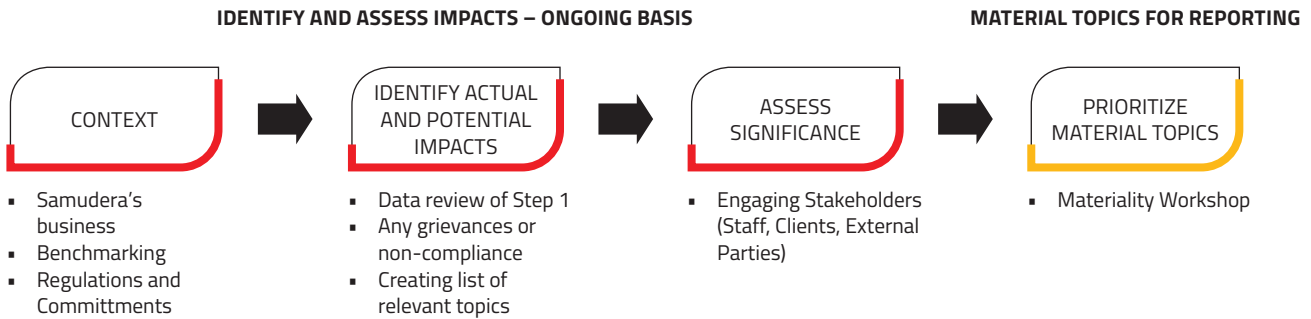 IDENTIFY AND ASSESS IMPACTS – ONGOING BASIS
MATERIAL TOPICS FOR REPORTING
CONTEXT
▪ Samudera's
business
▪ Benchmarking
▪ Regulations and
Committments
IDENTIFY ACTUAL
AND POTENTIAL
IMPACTS
▪ Data review of Step 1
▪ Any grievances or
non-compliance
▪ Creating list of
relevant topics
ASSESS
SIGNIFICANCE
▪ Engaging Stakeholders
(Staff, Clients, External
Parties)
PRIORITIZE
MATERIAL TOPICS
▪ Materiality Workshop